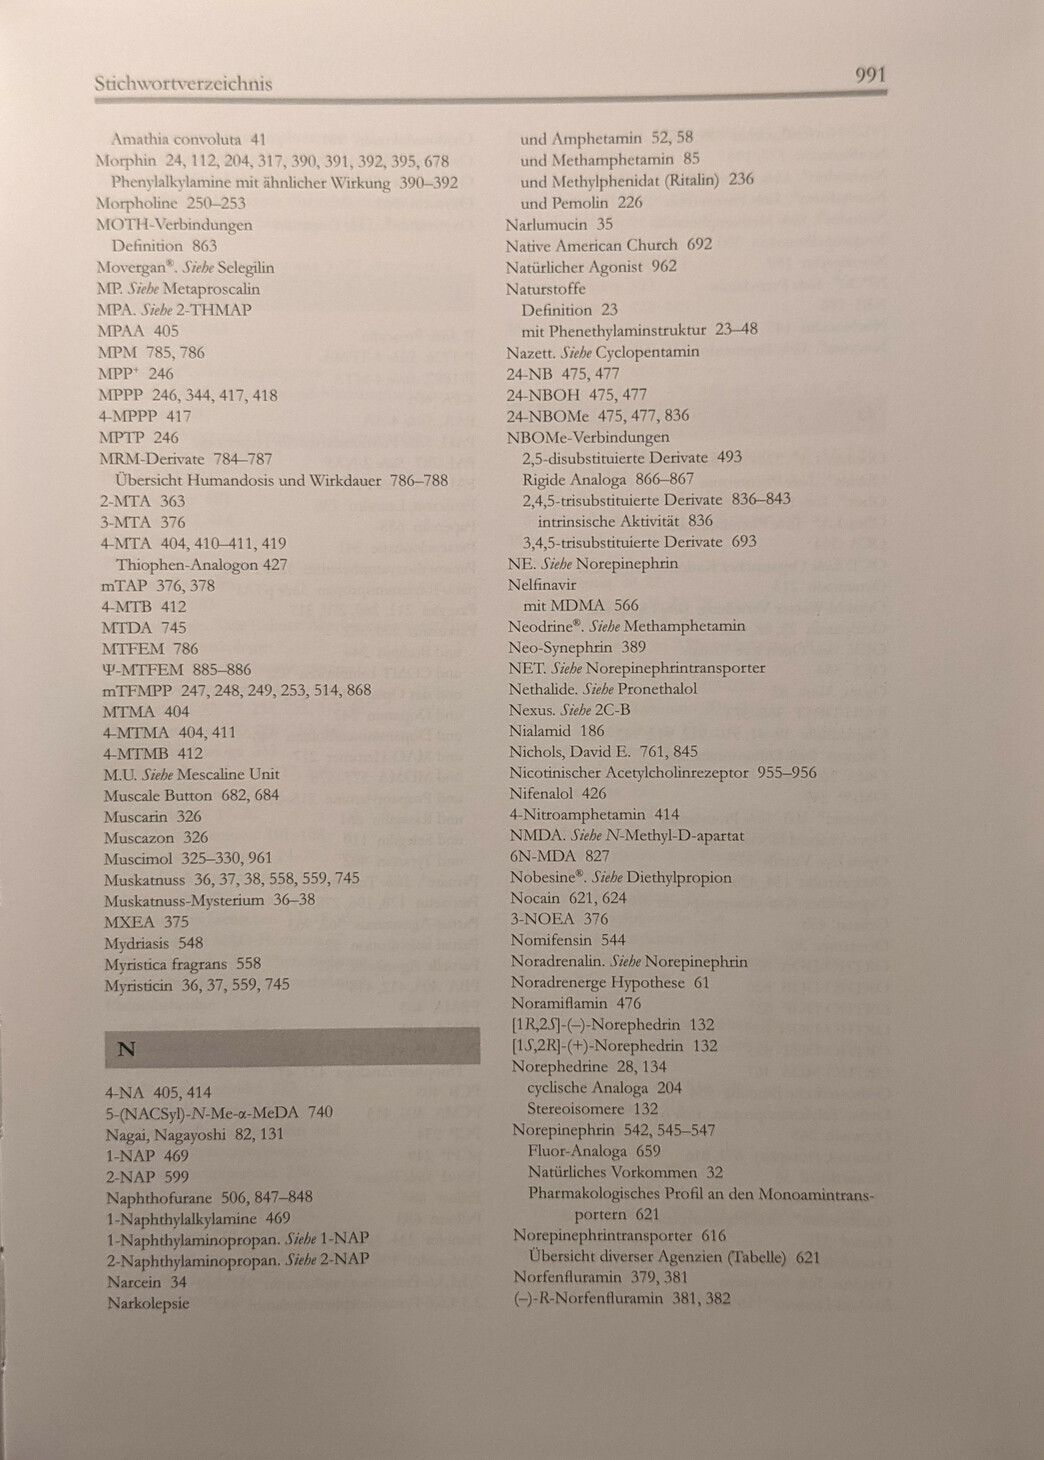 Stichwortverzeichnis
991
Amathia convoluta 41
Morphin 24, 112, 204, 317, 390, 391, 392, 395, 678
Phenylalkylamine mit ähnlicher Wirkung 390–392
Morpholine 250–253
MOTH-Verbindungen
Definition 863
Movergan®. Siehe Selegilin
MP. Siehe Metaproscalin
MPA. Siehe 2-THMAP
MPAA 405
MPM 785, 786
MPP⁺ 246
MPPP 246, 344, 417, 418
4-MPPP 417
MPTP 246
MRM-Derivate 784–787
Übersicht Humandosis und Wirkdauer 786–788
2-MTA 363
3-MTA 376
4-MTA 404, 410–411, 419
Thiophen-Analogon 427
mTAP 376, 378
4-MTB 412
MTDA 745
MTFEM 786
Ψ-MTFEM 885–886
mTFMPP 247, 248, 249, 253, 514, 868
MTMA 404
4-MTMA 404, 411
4-MTMB 412
M.U. Siehe Mescaline Unit
Muscale Button 682, 684
Muscarin 326
Muscazon 326
Muscimol 325–330, 961
Muskatnuss 36, 37, 38, 558, 559, 745
Muskatnuss-Mysterium 36–38
MXEA 375
Mydriasis 548
Myristica fragrans 558
Myristicin 36, 37, 559, 745
N
4-NA 405, 414
5-(NACSyl)-N-Me-α-MeDA 740
Nagai, Nagayoshi 82, 131
1-NAP 469
2-NAP 599
Naphthofurane 506, 847–848
1-Naphthylalkylamine 469
1-Naphthylaminopropan. Siehe 1-NAP
2-Naphthylaminopropan. Siehe 2-NAP
Narcein 34
Narkolepsie
und Amphetamin 52, 58
und Methamphetamin 85
und Methylphenidat (Ritalin) 236
und Pemolin 226
Narlumucin 35
Native American Church 692
Natürlicher Agonist 962
Naturstoffe
Definition 23
mit Phenethylaminstruktur 23–48
Nazett. Siehe Cyclopentamin
24-NB 475, 477
24-NBOH 475, 477
24-NBOMe 475, 477, 836
NBOMe-Verbindungen
2,5-disubstituierte Derivate 493
Rigide Analoga 866–867
2,4,5-trisubstituierte Derivate 836–843
intrinsische Aktivität 836
3,4,5-trisubstituierte Derivate 693
NE. Siehe Norepinephrin
Nelfinavir
mit MDMA 566
Neodrine®. Siehe Methamphetamin
Neo-Synephrin 389
NET. Siehe Norepinephrintransporter
Nethalide. Siehe Pronethalol
Nexus. Siehe 2C-B
Nialamid 186
Nichols, David E. 761, 845
Nicotinischer Acetylcholinrezeptor 955–956
Nifenalol 426
4-Nitroamphetamin 414
NMDA. Siehe N-Methyl-D-apartat
6N-MDA 827
Nobesine®. Siehe Diethylpropion
Nocain 621, 624
3-NOEA 376
Nomifensin 544
Noradrenalin. Siehe Norepinephrin
Noradrenerge Hypothese 61
Noramiflamin 476
[1R,2S]-(–)-Norephedrin 132
[1S,2R]-(+)-Norephedrin 132
Norephedrine 28, 134
cyclische Analoga 204
Stereoisomere 132
Norepinephrin 542, 545–547
Fluor-Analoga 659
Natürliches Vorkommen 32
Pharmakologisches Profil an den Monoamintrans-
portern 621
Norepinephrintransporter 616
Übersicht diverser Agenzien (Tabelle) 621
Norfenfluramin 379, 381
(–)-R-Norfenfluramin 381, 382